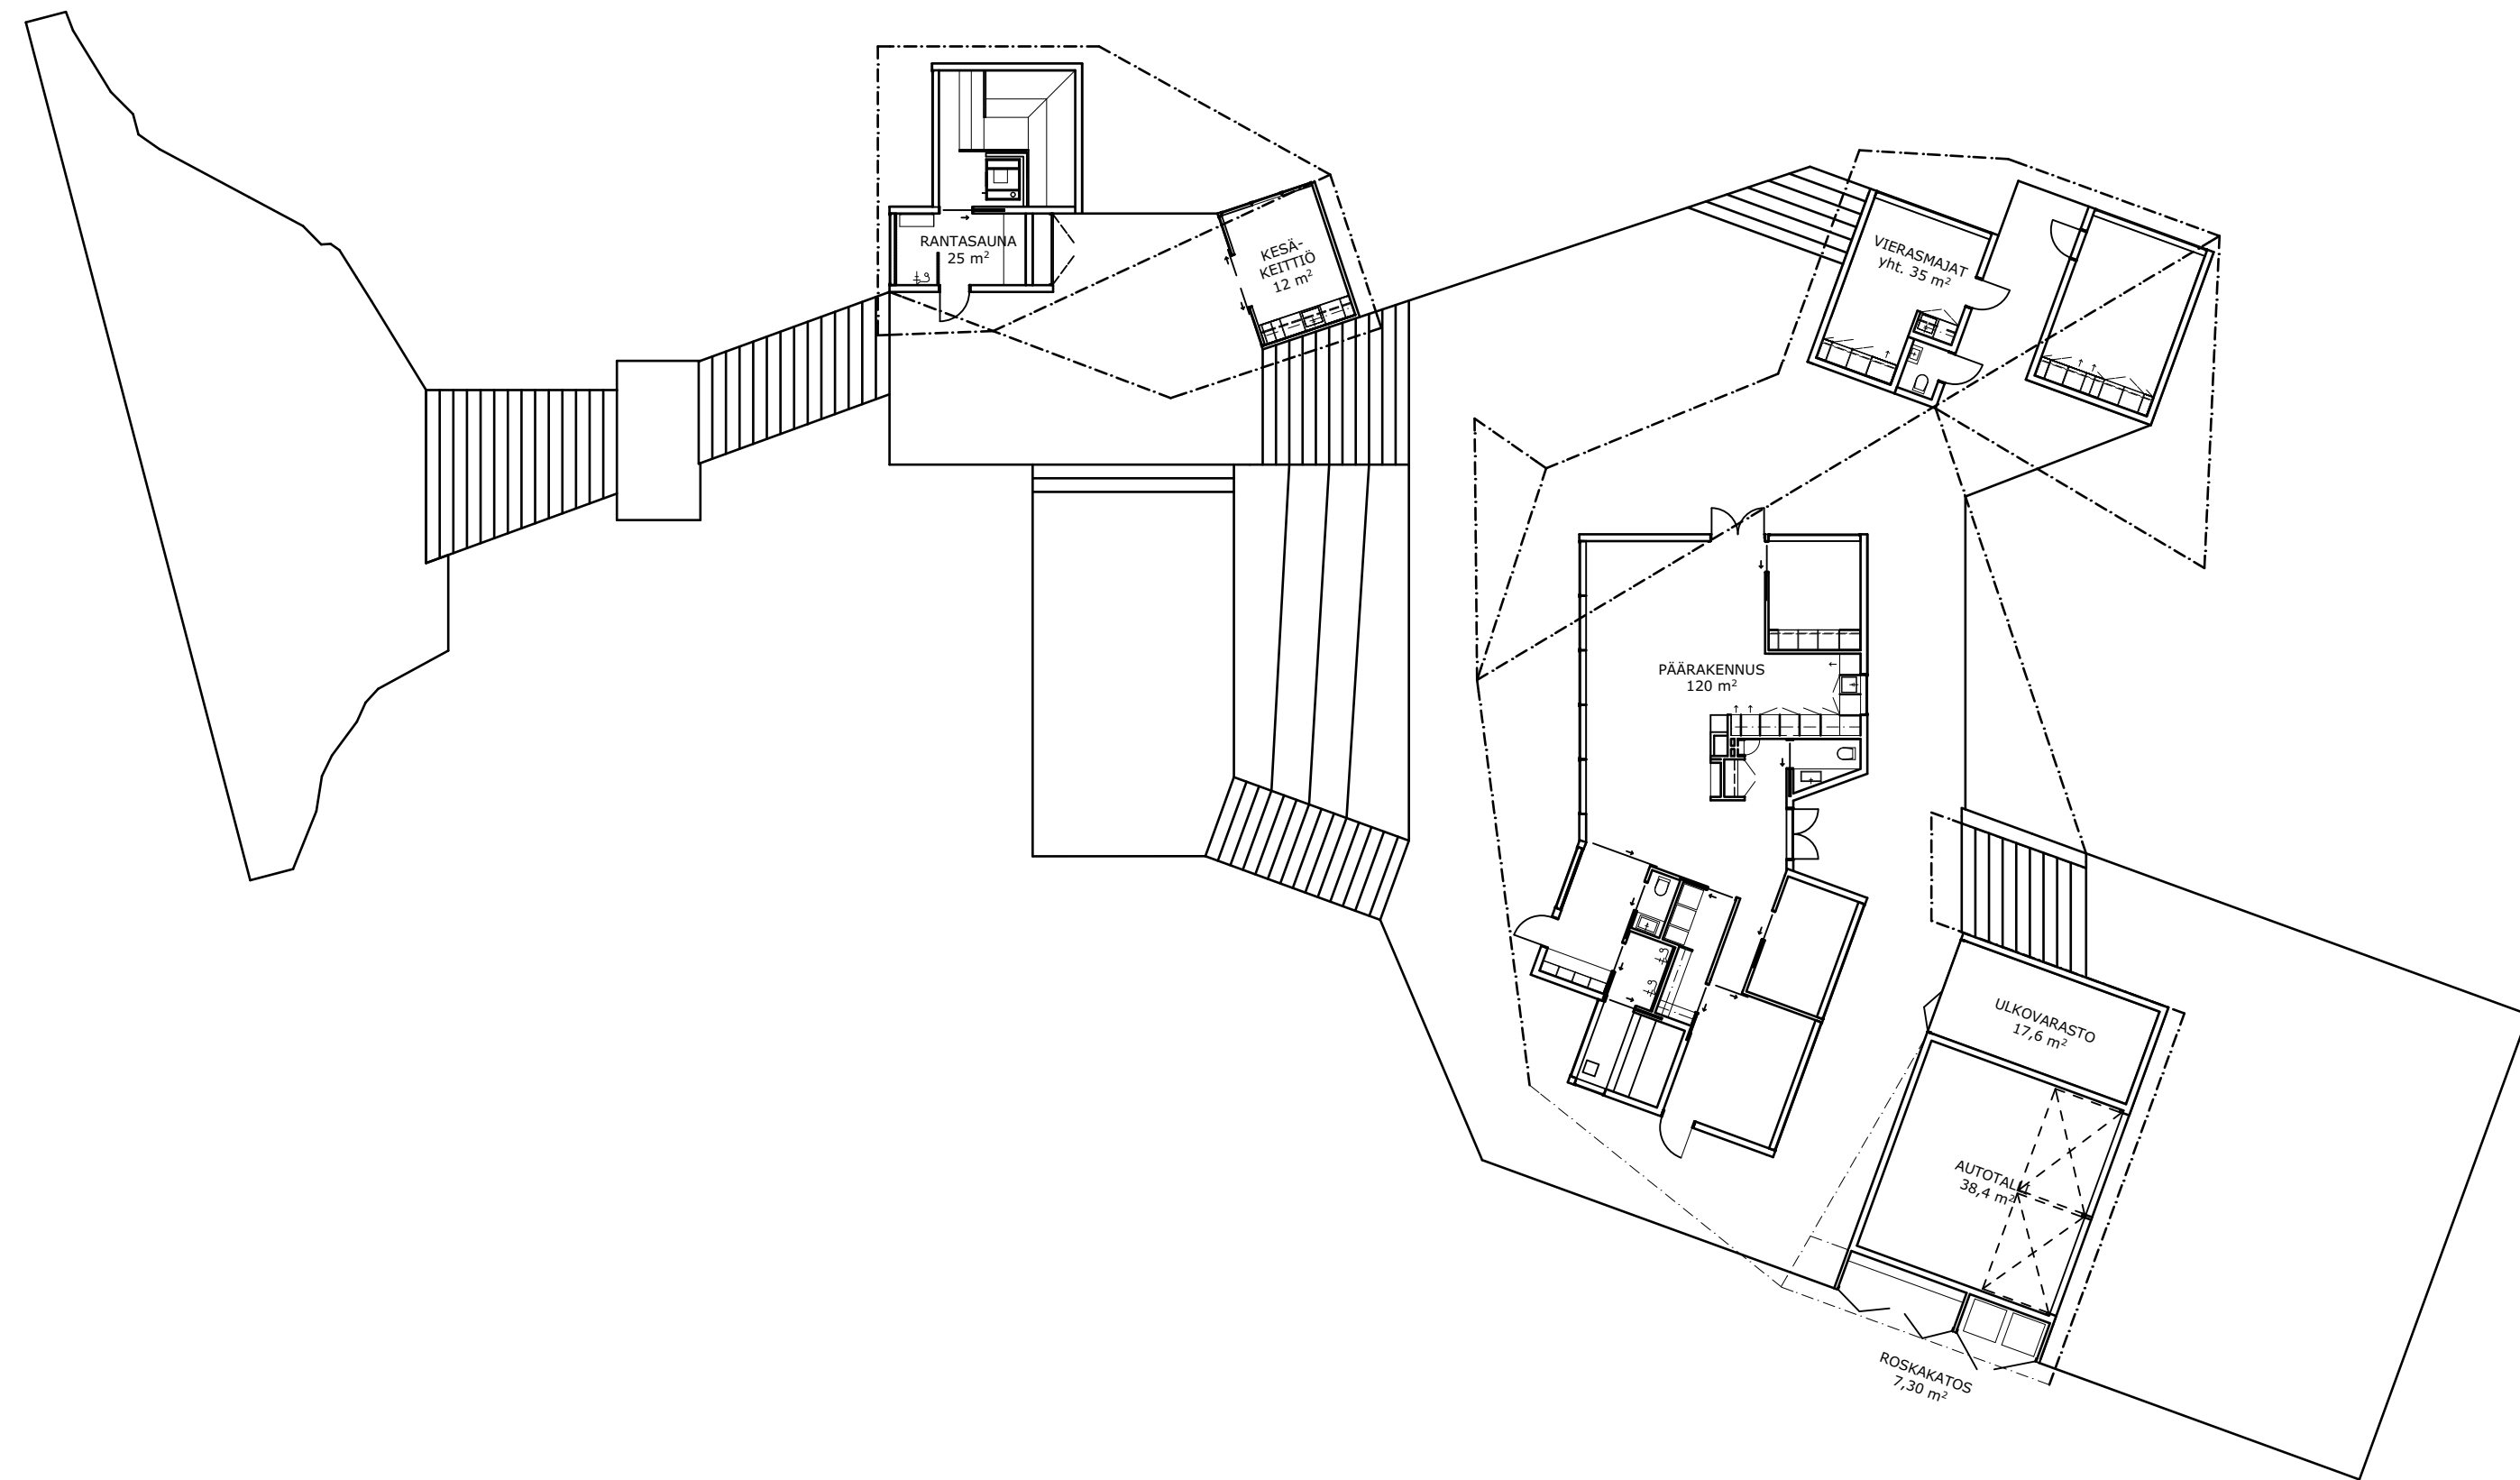 RANTASAUNA
25 m²
KESÄ-
KEITTIÖ
12 m²
VIERASMAJAT
yht. 35 m²
PÄÄRAKENNUS
120 m²
ULKOVARASTO
17,6 m²
AUTOTALLI
38,4 m²
ROSKAKATOS
7,30 m²